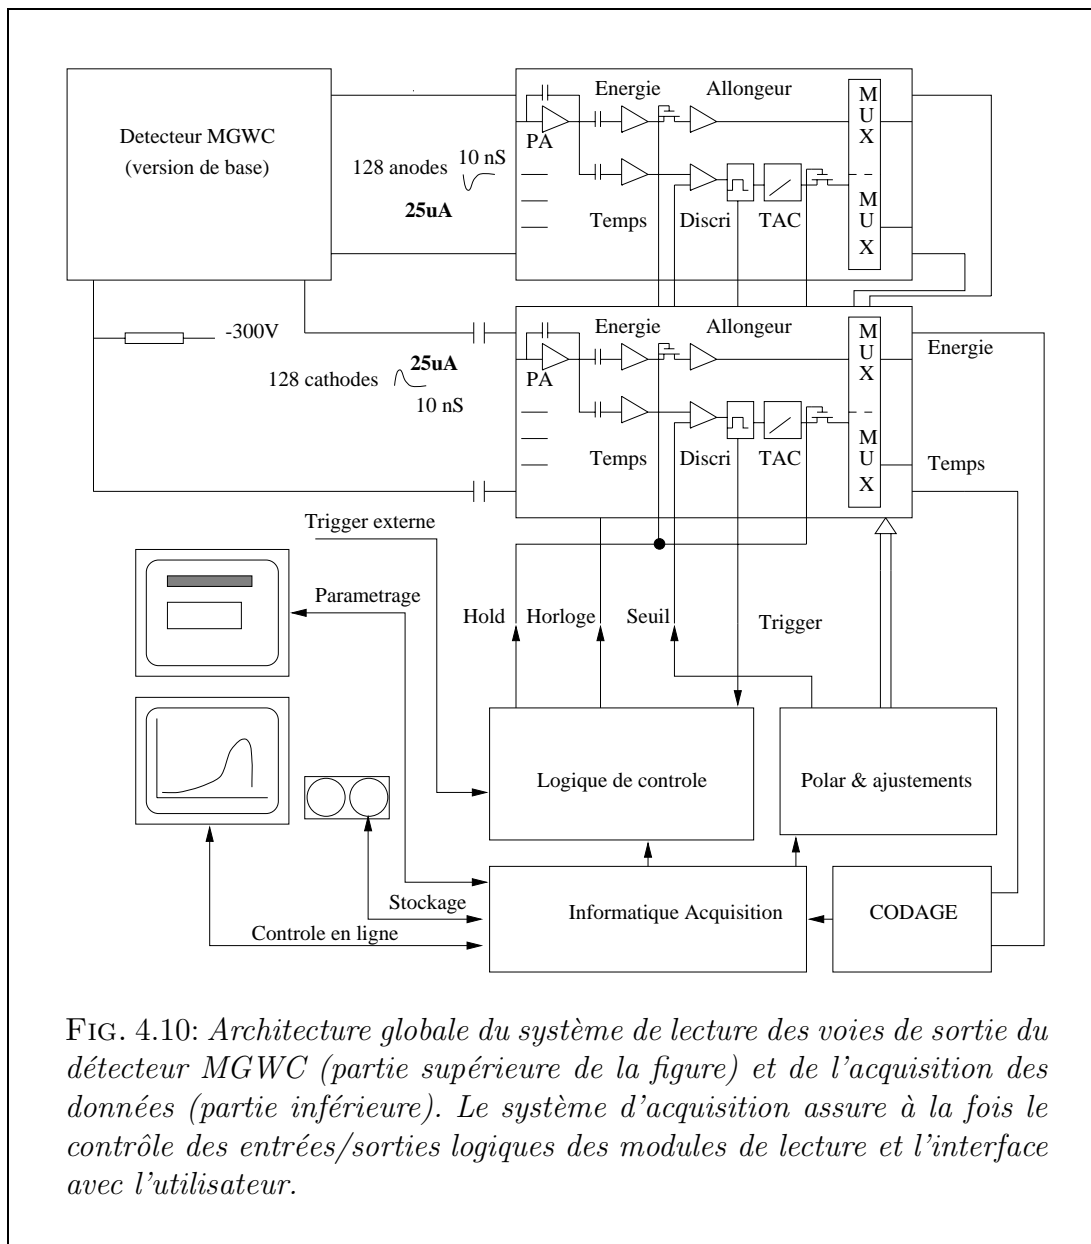 Detecteur MGWC
(version de base)
128 anodes
10 nS
25uA
Energie
Allongeur
PA
Temps
Discri
TAC
M
U
X
M
U
X
-300V
128 cathodes
25uA
10 nS
Energie
Allongeur
PA
Temps
Discri
TAC
M
U
X
M
U
X
Energie
Temps
Trigger externe
Parametrage
Hold
Horloge
Seuil
Trigger
Logique de controle
Polar & ajustements
Stockage
Controle en ligne
Informatique Acquisition
CODAGE
FIG. 4.10: Architecture globale du système de lecture des voies de sortie du
détecteur MGWC (partie supérieure de la figure) et de l'acquisition des
données (partie inférieure). Le système d'acquisition assure à la fois le
contrôle des entrées/sorties logiques des modules de lecture et l'interface
avec l'utilisateur.